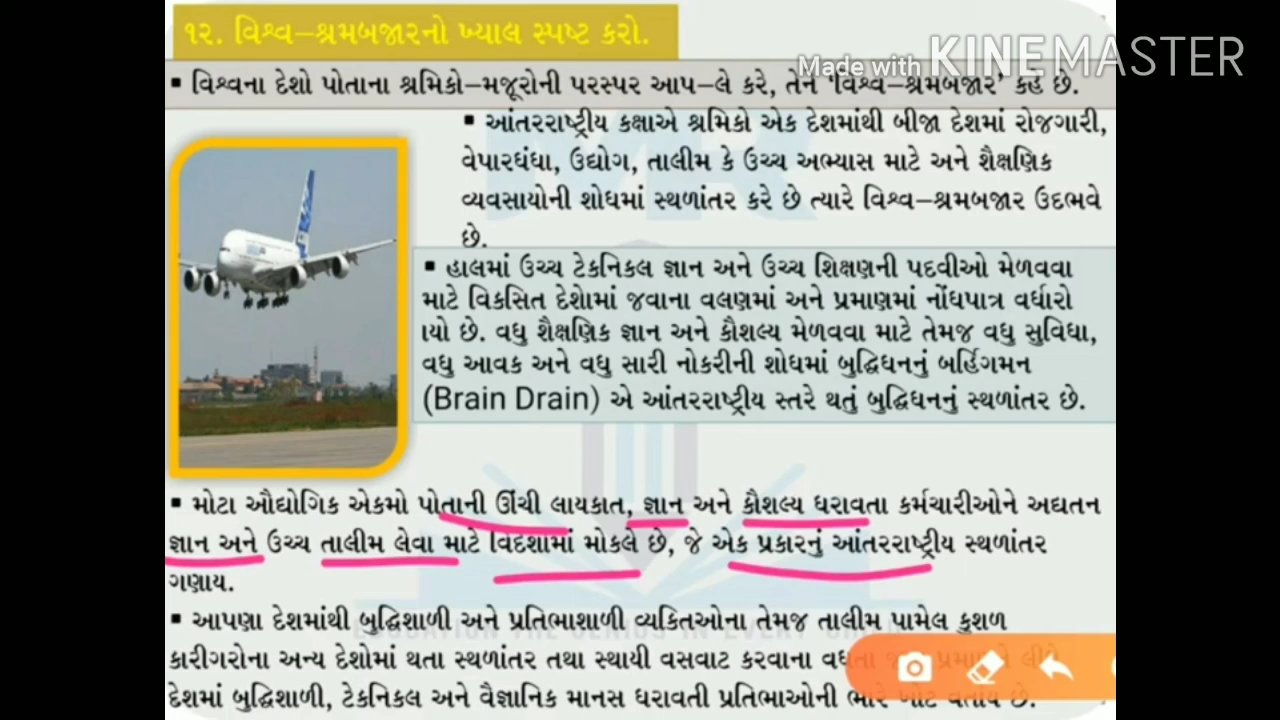 ૧૨. વિશ્વ–શ્રમબજારનો ખ્યાલ સ્પષ્ટ કરો.
Made with KINEMASTER
▪ વિશ્વના દેશો પોતાના શ્રમિકો–મજૂરોની પરસ્પર આપ–લે કરે, તેને ‘વિશ્વ–શ્રમબજાર’ કહે છે.
▪ આંતરરાષ્ટ્રીય કક્ષાએ શ્રમિકો એક દેશમાંથી બીજા દેશમાં રોજગારી,
વેપારધંધા, ઉદ્યોગ, તાલીમ કે ઉચ્ચ અભ્યાસ માટે અને શૈક્ષણિક
વ્યવસાયોની શોધમાં સ્થળાંતર કરે છે ત્યારે વિશ્વ–શ્રમબજાર ઉદભવે
છે.
▪ હાલમાં ઉચ્ચ ટેકનિકલ જ્ઞાન અને ઉચ્ચ શિક્ષણની પદવીઓ મેળવવા
માટે વિકસિત દેશોમાં જવાના વલણમાં અને પ્રમાણમાં નોંધપાત્ર વર્ધારો
ાયો છે. વધુ શૈક્ષણિક જ્ઞાન અને કૌશલ્ય મેળવવા માટે તેમજ વધુ સુવિધા,
વધુ આવક અને વધુ સારી નોકરીની શોધમાં બુદ્ધિધનનું બર્હિગમન
(Brain Drain) એ આંતરરાષ્ટ્રીય સ્તરે થતું બુદ્ધિધનનું સ્થળાંતર છે.
▪ મોટા ઔદ્યોગિક એકમો પોતાની ઊંચી લાયકાત, જ્ઞાન અને કૌશલ્ય ધરાવતા કર્મચારીઓને અદ્યતન
જ્ઞાન અને ઉચ્ચ તાલીમ લેવા માટે વિદેશામાં મોકલે છે, જે એક પ્રકારનું આંતરરાષ્ટ્રીય સ્થળાંતર
ગણાય.
▪ આપણા દેશમાંથી બુદ્ધિશાળી અને પ્રતિભાશાળી વ્યકિતઓના તેમજ તાલીમ પામેલ કુશળ
કારીગરોના અન્ય દેશોમાં થતા સ્થળાંતર તથા સ્થાયી વસવાટ કરવાના વધતા
દેશમાં બુદ્ધિશાળી, ટેકનિકલ અને વૈજ્ઞાનિક માનસ ધરાવતી પ્રતિભાઓની ભારે ખોટ વર્તાય છે.